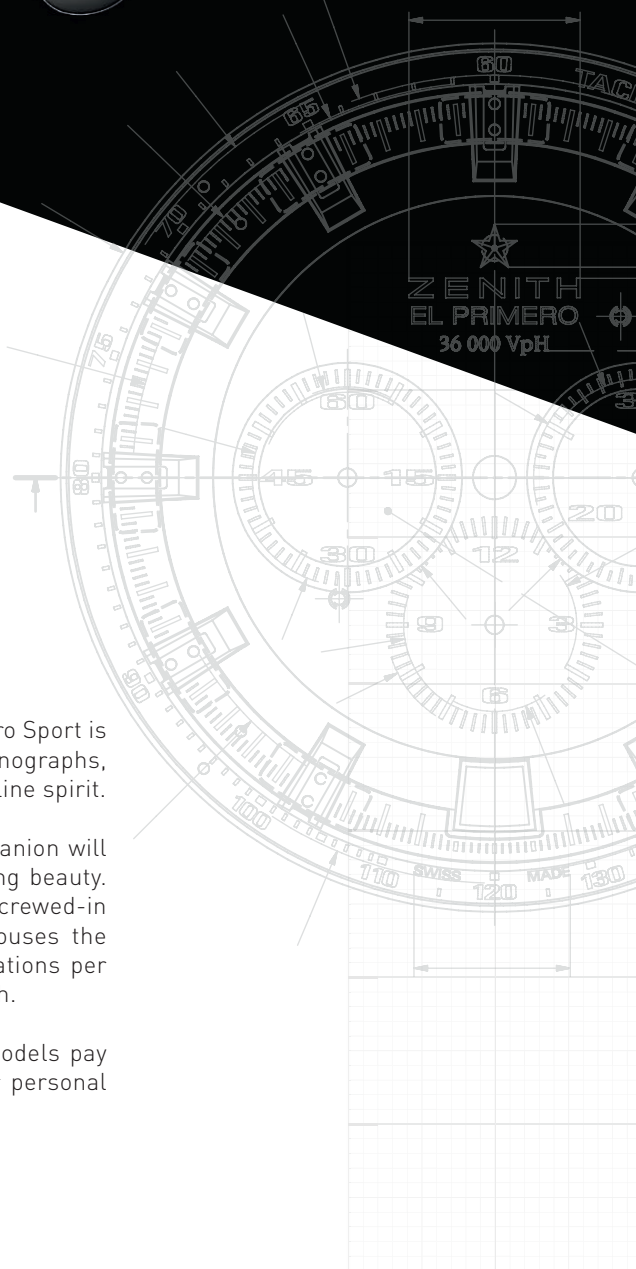 60
TACH
65
70
ZENITH
EL PRIMERO
36 000 VpH
75
60
30
80
45 15
20
30
12
9 3
6
90
100
110
SWISS MADE
120
130
ro Sport is
nographs,
line spirit.
anion will
ng beauty.
crewed-in
ouses the
ations per
n.
odels pay
personal